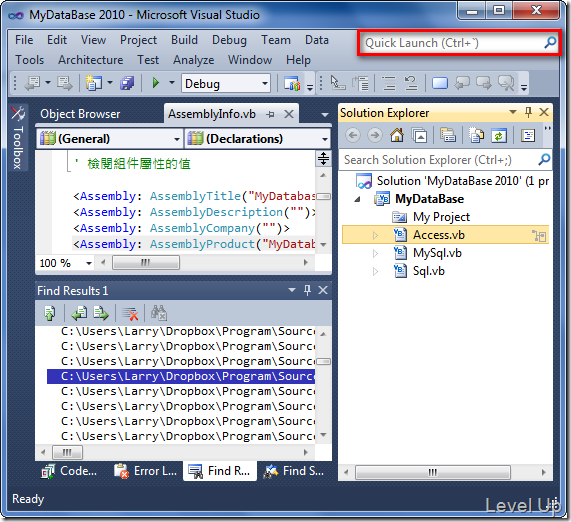 MyDataBase 2010 - Microsoft Visual Studio
File Edit View Project Build Debug Team Data
Quick Launch (Ctrl+`)
Tools Architecture Test Analyze Window Help
Debug
Toolbox
Object Browser AssemblyInfo.vb
(General) (Declarations)
' 檢閱組件屬性的值
<Assembly: AssemblyTitle("MyDatabas
<Assembly: AssemblyDescription("")>
<Assembly: AssemblyCompany("")>
<Assembly: AssemblyProduct("MyDatab
100 %
Find Results 1
C:\Users\Larry\Dropbox\Program\Sourc
C:\Users\Larry\Dropbox\Program\Sourc
C:\Users\Larry\Dropbox\Program\Sourc
C:\Users\Larry\Dropbox\Program\Sourc
C:\Users\Larry\Dropbox\Program\Sourc
C:\Users\Larry\Dropbox\Program\Sourc
C:\Users\Larry\Dropbox\Program\Sourc
C:\Users\Larry\Dropbox\Program\Sourc
Code... Error L... Find R... Find S...
Solution Explorer
Search Solution Explorer (Ctrl+;)
Solution 'MyDataBase 2010' (1 pr
MyDataBase
My Project
Access.vb
MySql.vb
Sql.vb
Ready
Level Up